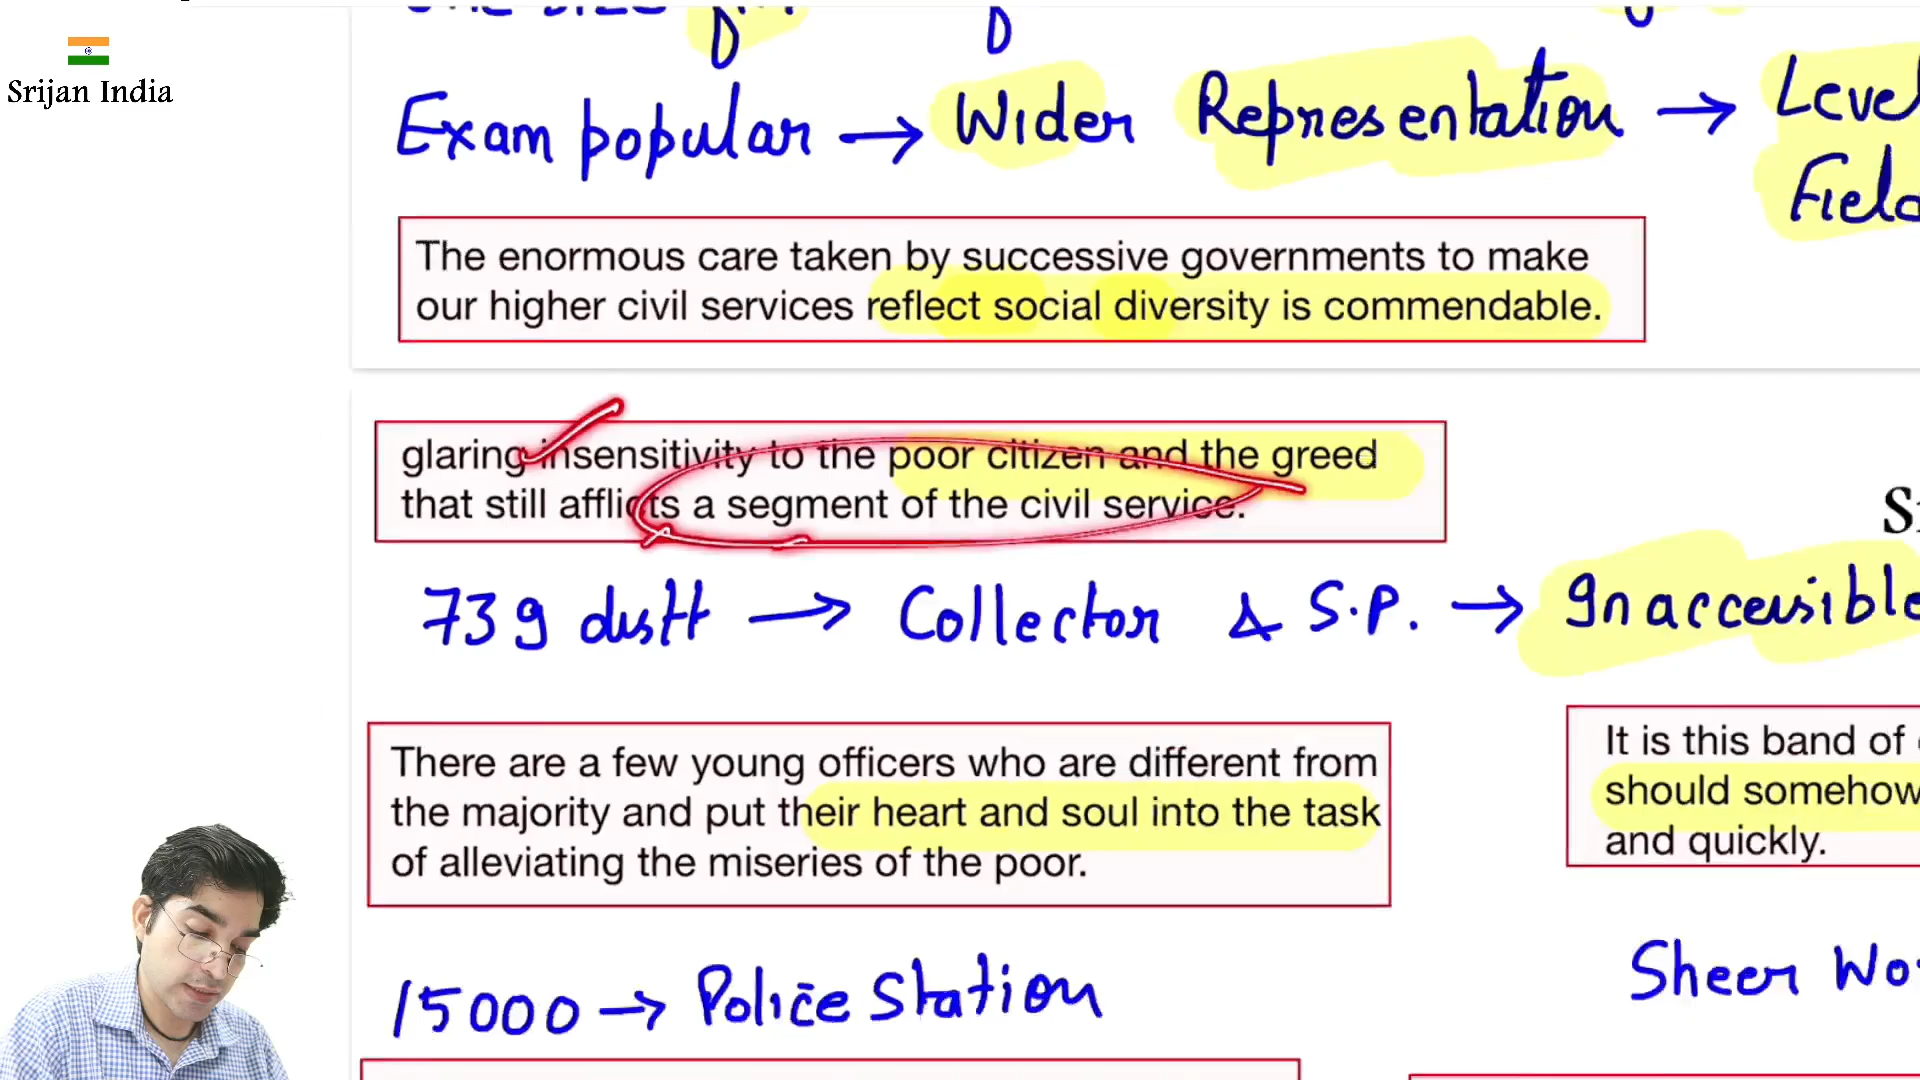 Srijan India
Exam popular → Wider Representation → Level
Field
The enormous care taken by successive governments to make
our higher civil services reflect social diversity is commendable.
glaring insensitivity to the poor citizen and the greed
that still afflicts a segment of the civil service.
739 distt → Collector & S.P. → Inaccessible
There are a few young officers who are different from
the majority and put their heart and soul into the task
of alleviating the miseries of the poor.
It is this band of
should somehow
and quickly.
15000 → Police Station
Sheer